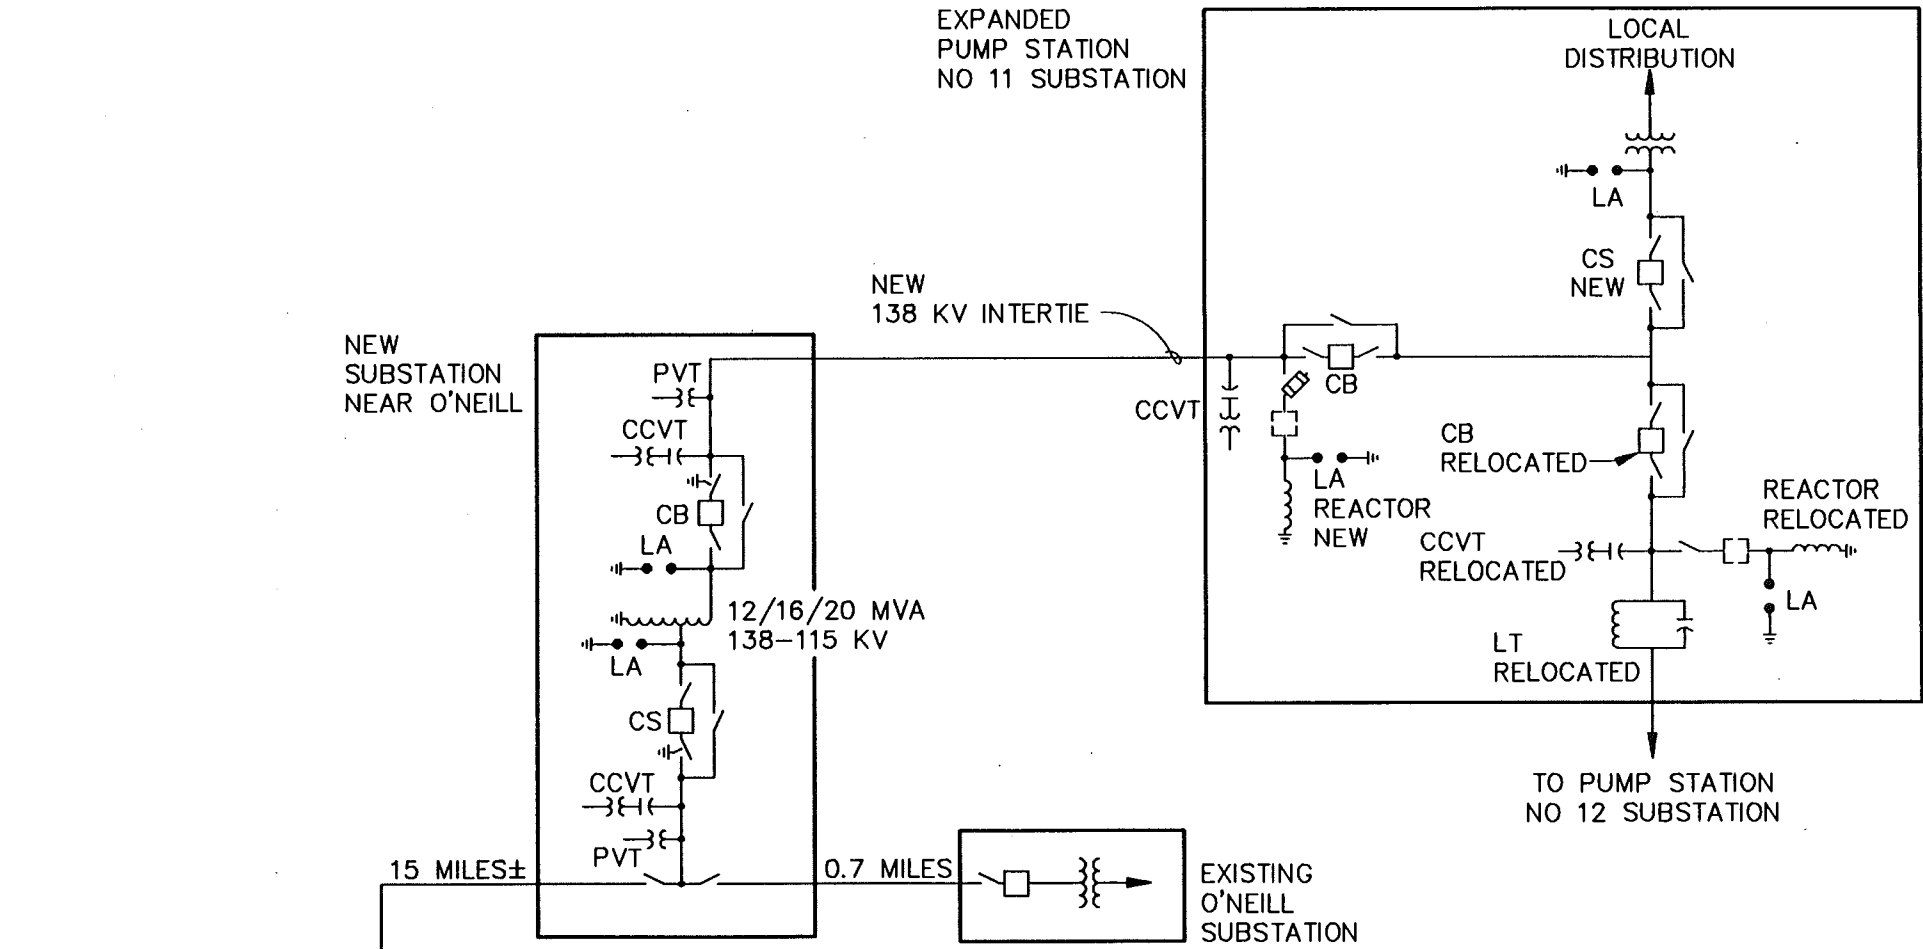 EXPANDED
PUMP STATION
NO 11 SUBSTATION
LOCAL
DISTRIBUTION
LA
CS
NEW
NEW
138 KV INTERTIE
NEW
SUBSTATION
NEAR O'NEILL
PVT
CCVT
CB
LA
12/16/20 MVA
138-115 KV
LA
CS
CCVT
PVT
15 MILES±
0.7 MILES
EXISTING
O'NEILL
SUBSTATION
CCVT
CB
LA
REACTOR
NEW
CB
RELOCATED
REACTOR
RELOCATED
CCVT
RELOCATED
LA
LT
RELOCATED
TO PUMP STATION
NO 12 SUBSTATION